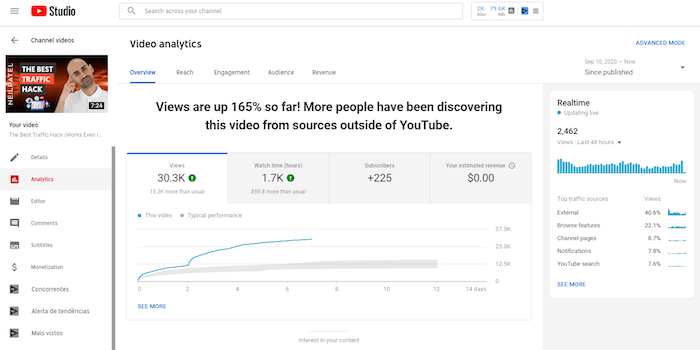 Studio
Search across your channel
2K
60m
79.6K
48h
Channel videos
NEILPATEL
THE BEST
TRAFFIC
HACK
7:24
Your video
The Best Traffic Hack (Works Even I...
Details
Analytics
Editor
Comments
Subtitles
Monetization
Concorrentes
Alerta de tendências
Mais vistos
Video analytics
ADVANCED MODE
Overview
Reach
Engagement
Audience
Revenue
Sep 10, 2020 — Now
Since published
Views are up 165% so far! More people have been discovering
this video from sources outside of YouTube.
Views
30.3K
15.3K more than usual
Watch time (hours)
1.7K
859.8 more than usual
Subscribers
+225
Your estimated revenue
$0.00
This video
Typical performance
37.5K
25.0K
12.5K
0
0
2
4
6
8
10
12
14 days
SEE MORE
Interest in your content
Realtime
Updating live
2,462
Views · Last 48 hours
Now
Top traffic sources
Views
External
40.6%
Browse features
22.1%
Channel pages
8.7%
Notifications
7.8%
YouTube search
7.6%
SEE MORE